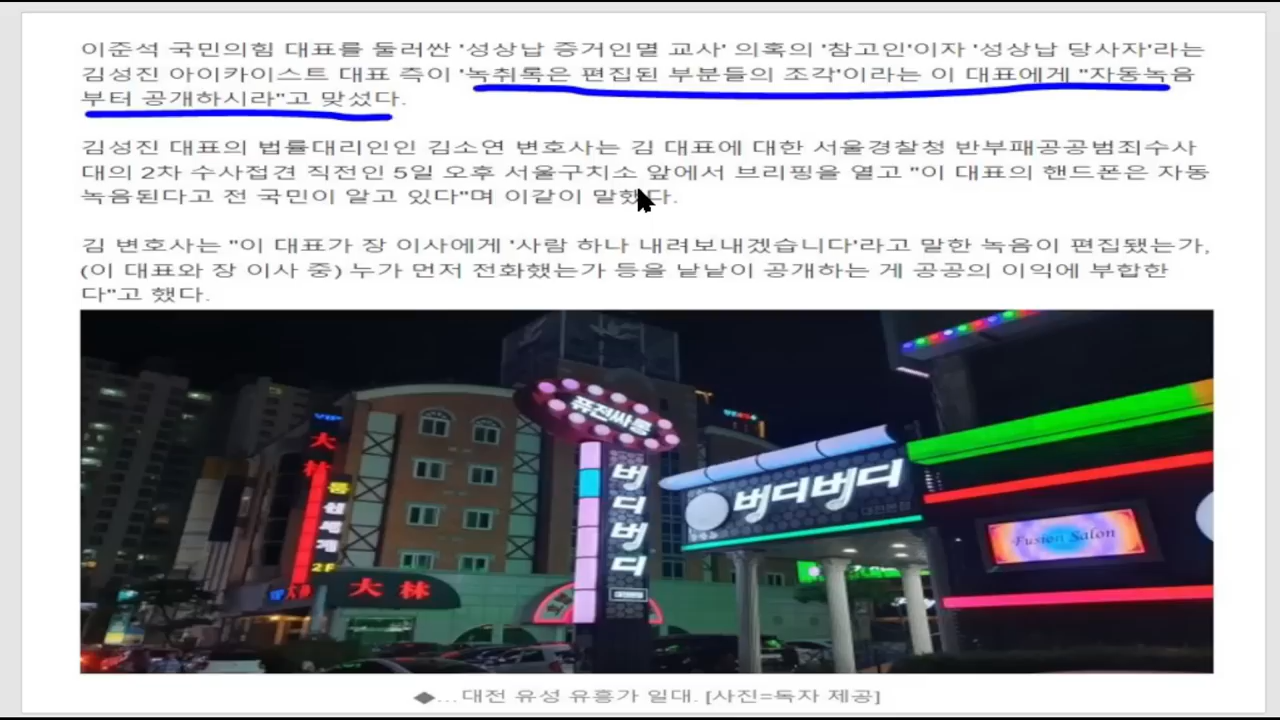 이준석 국민의힘 대표를 둘러싼 '성상납 증거인멸 교사' 의혹의 '참고인'이자 '성상납 당사자'라는
김성진 아이카이스트 대표 측이 '녹취록은 편집된 부분들의 조각'이라는 이 대표에게 "자동녹음
부터 공개하시라"고 맞섰다.
김성진 대표의 법률대리인인 김소연 변호사는 김 대표에 대한 서울경찰청 반부패공공범죄수사
대의 2차 수사접견 직전인 5일 오후 서울구치소 앞에서 브리핑을 열고 "이 대표의 핸드폰은 자동
녹음된다고 전 국민이 알고 있다"며 이같이 말했다.
김 변호사는 "이 대표가 장 이사에게 '사람 하나 내려보내겠습니다'라고 말한 녹음이 편집됐는가,
(이 대표와 장 이사 중) 누가 먼저 전화했는가 등을 낱낱이 공개하는 게 공공의 이익에 부합한
다"고 했다.
퓨전싸롱
버디버디
버디버디
대전본점
Fusion Salon
VIP
大林
룸신세계
2F
大林
◆...대전 유성 유흥가 일대. [사진=독자 제공]